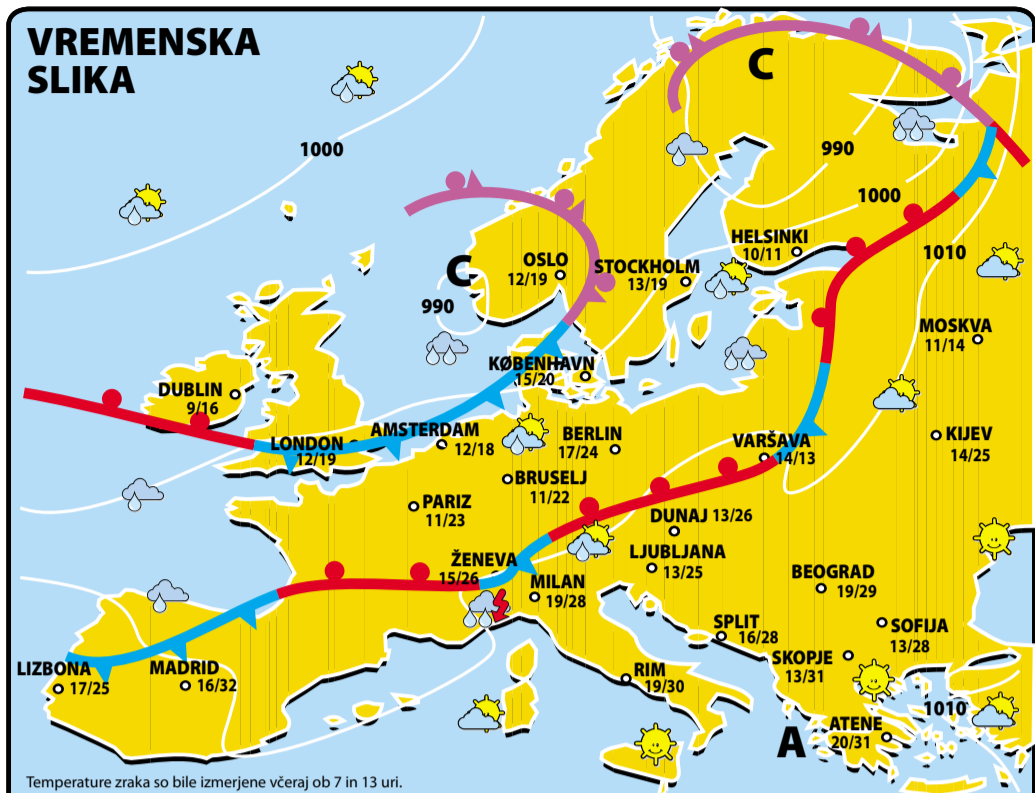 VREMENSKA
SLIKA
C
1000
990
1000
HELSINKI
10/11
1010
OSLO
12/19
STOCKHOLM
13/19
C
990
MOSKVA
11/14
KØBENHAVN
15/20
DUBLIN
9/16
LONDON
12/19
AMSTERDAM
12/18
BERLIN
17/24
VARŠAVA
14/13
KIJEV
14/25
BRUSELJ
11/22
PARIZ
11/23
DUNAJ 13/26
ŽENEVA
15/26
LJUBLJANA
13/25
MILAN
19/28
BEOGRAD
19/29
SPLIT
16/28
SOFIJA
13/28
LIZBONA
17/25
MADRID
16/32
RIM
19/30
SKOPJE
13/31
1010
ATENE
20/31
A
Temperature zraka so bile izmerjene včeraj ob 7 in 13 uri.